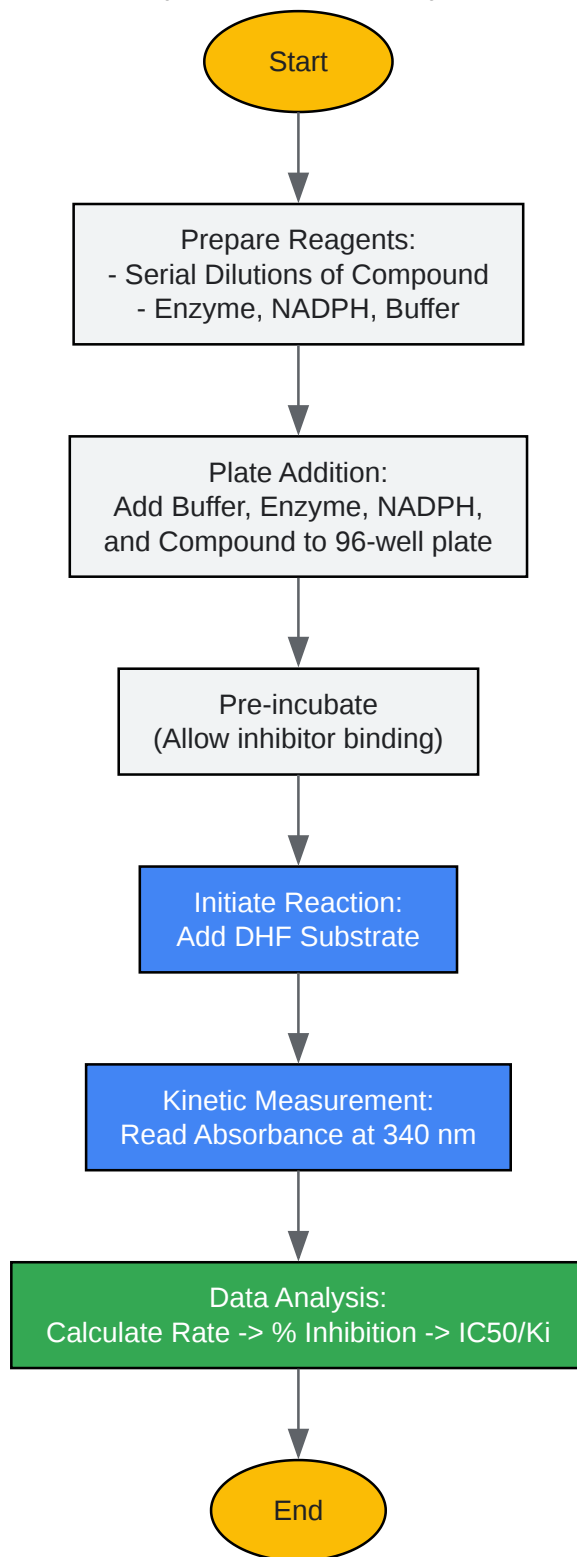 Start
Prepare Reagents:
- Serial Dilutions of Compound
- Enzyme, NADPH, Buffer
Plate Addition:
Add Buffer, Enzyme, NADPH,
and Compound to 96-well plate
Pre-incubate
(Allow inhibitor binding)
Initiate Reaction:
Add DHF Substrate
Kinetic Measurement:
Read Absorbance at 340 nm
Data Analysis:
Calculate Rate -> % Inhibition -> IC50/Ki
End